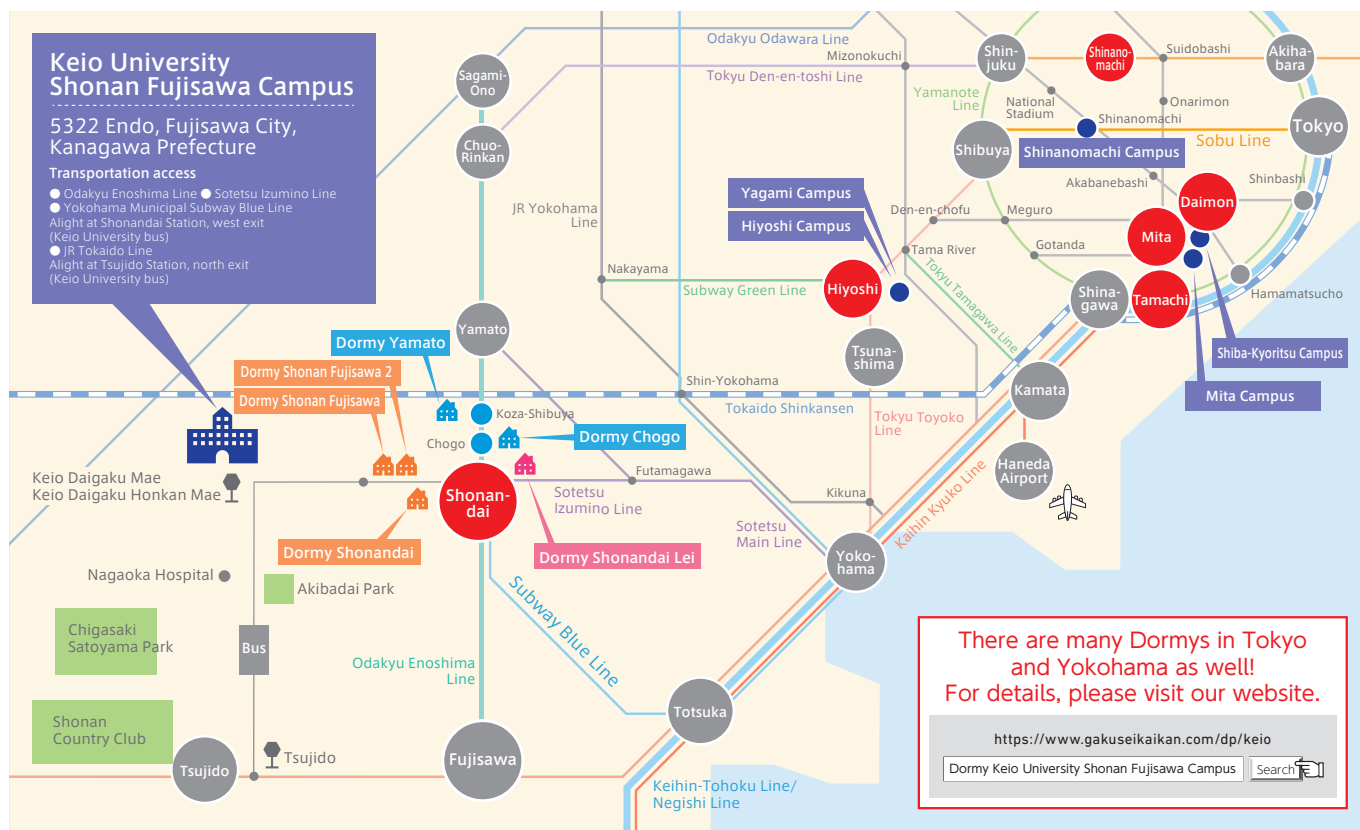 Keio University
Shonan Fujisawa Campus
5322 Endo, Fujisawa City,
Kanagawa Prefecture
Transportation access
● Odakyu Enoshima Line ● Sotetsu Izumino Line
● Yokohama Municipal Subway Blue Line
Alight at Shonandai Station, west exit
(Keio University bus)
● JR Tokaido Line
Alight at Tsujido Station, north exit
(Keio University bus)
Odakyu Odawara Line
Tokyu Den-en-toshi Line
Mizonokuchi
Sagami-
Ono
Chuo-
Rinkan
Shin-
juku
Shinano-
machi
Suidobashi
Akiha-
bara
Yamanote
Line
National
Stadium
Onarimon
Shinanomachi
Tokyo
Sobu Line
Shibuya
Shinanomachi Campus
Akabanebashi
Shinbashi
Daimon
Yagami Campus
Hiyoshi Campus
JR Yokohama
Line
Den-en-chofu
Meguro
Mita
Tama River
Gotanda
Nakayama
Subway Green Line
Hiyoshi
Tokyu Tamagawa Line
Shina-
gawa
Tamachi
Hamamatsucho
Yamato
Dormy Yamato
Tsuna-
shima
Shiba-Kyoritsu Campus
Dormy Shonan Fujisawa 2
Dormy Shonan Fujisawa
Shin-Yokohama
Kamata
Mita Campus
Koza-Shibuya
Tokaido Shinkansen
Tokyu Toyoko
Line
Chogo
Dormy Chogo
Keio Daigaku Mae
Keio Daigaku Honkan Mae
Futamagawa
Haneda
Airport
Shonan-
dai
Sotetsu
Izumino Line
Kikuna
Kaihin Kyuko Line
Sotetsu
Main Line
Dormy Shonandai
Dormy Shonandai Lei
Yoko-
hama
Nagaoka Hospital
Akibadai Park
Subway Blue Line
Chigasaki
Satoyama Park
Bus
Odakyu Enoshima
Line
Shonan
Country Club
Totsuka
Tsujido
Tsujido
Fujisawa
Keihin-Tohoku Line/
Negishi Line
There are many Dormys in Tokyo
and Yokohama as well!
For details, please visit our website.
https://www.gakuseikaikan.com/dp/keio
Dormy Keio University Shonan Fujisawa Campus
Search